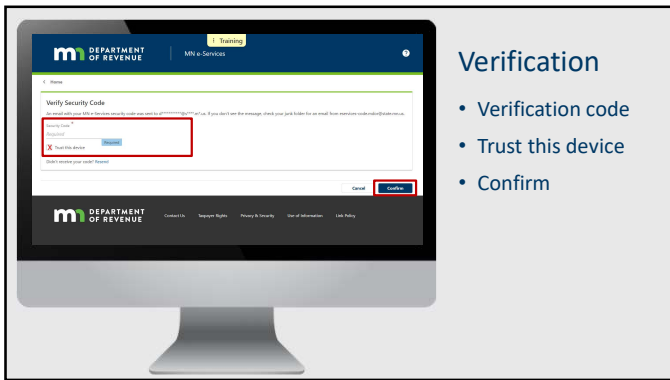 ! Training
DEPARTMENT OF REVENUE
MN e-Services
Home
Verify Security Code
An email with your MN e-Services security code was sent to If you don't see the message, check your junk folder for an email from
Security Code *
Required
Required
Trust this device
Didn't receive your code? Resend
Cancel
Confirm
DEPARTMENT OF REVENUE
Contact Us Taxpayer Rights Privacy & Security Use of Information Link Policy
Verification
• Verification code
• Trust this device
• Confirm